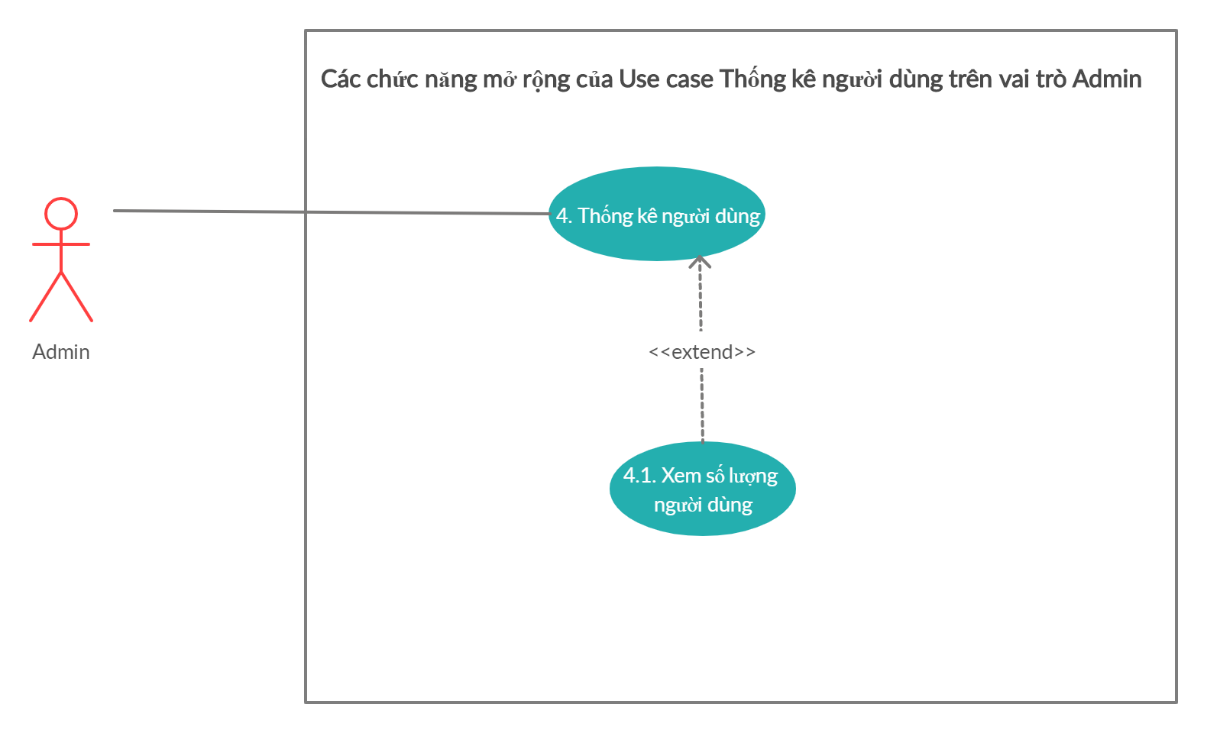 Các chức năng mở rộng của Use case Thống kê người dùng trên vai trò Admin
4. Thống kê người dùng
Admin
<<extend>>
4.1. Xem số lượng
người dùng